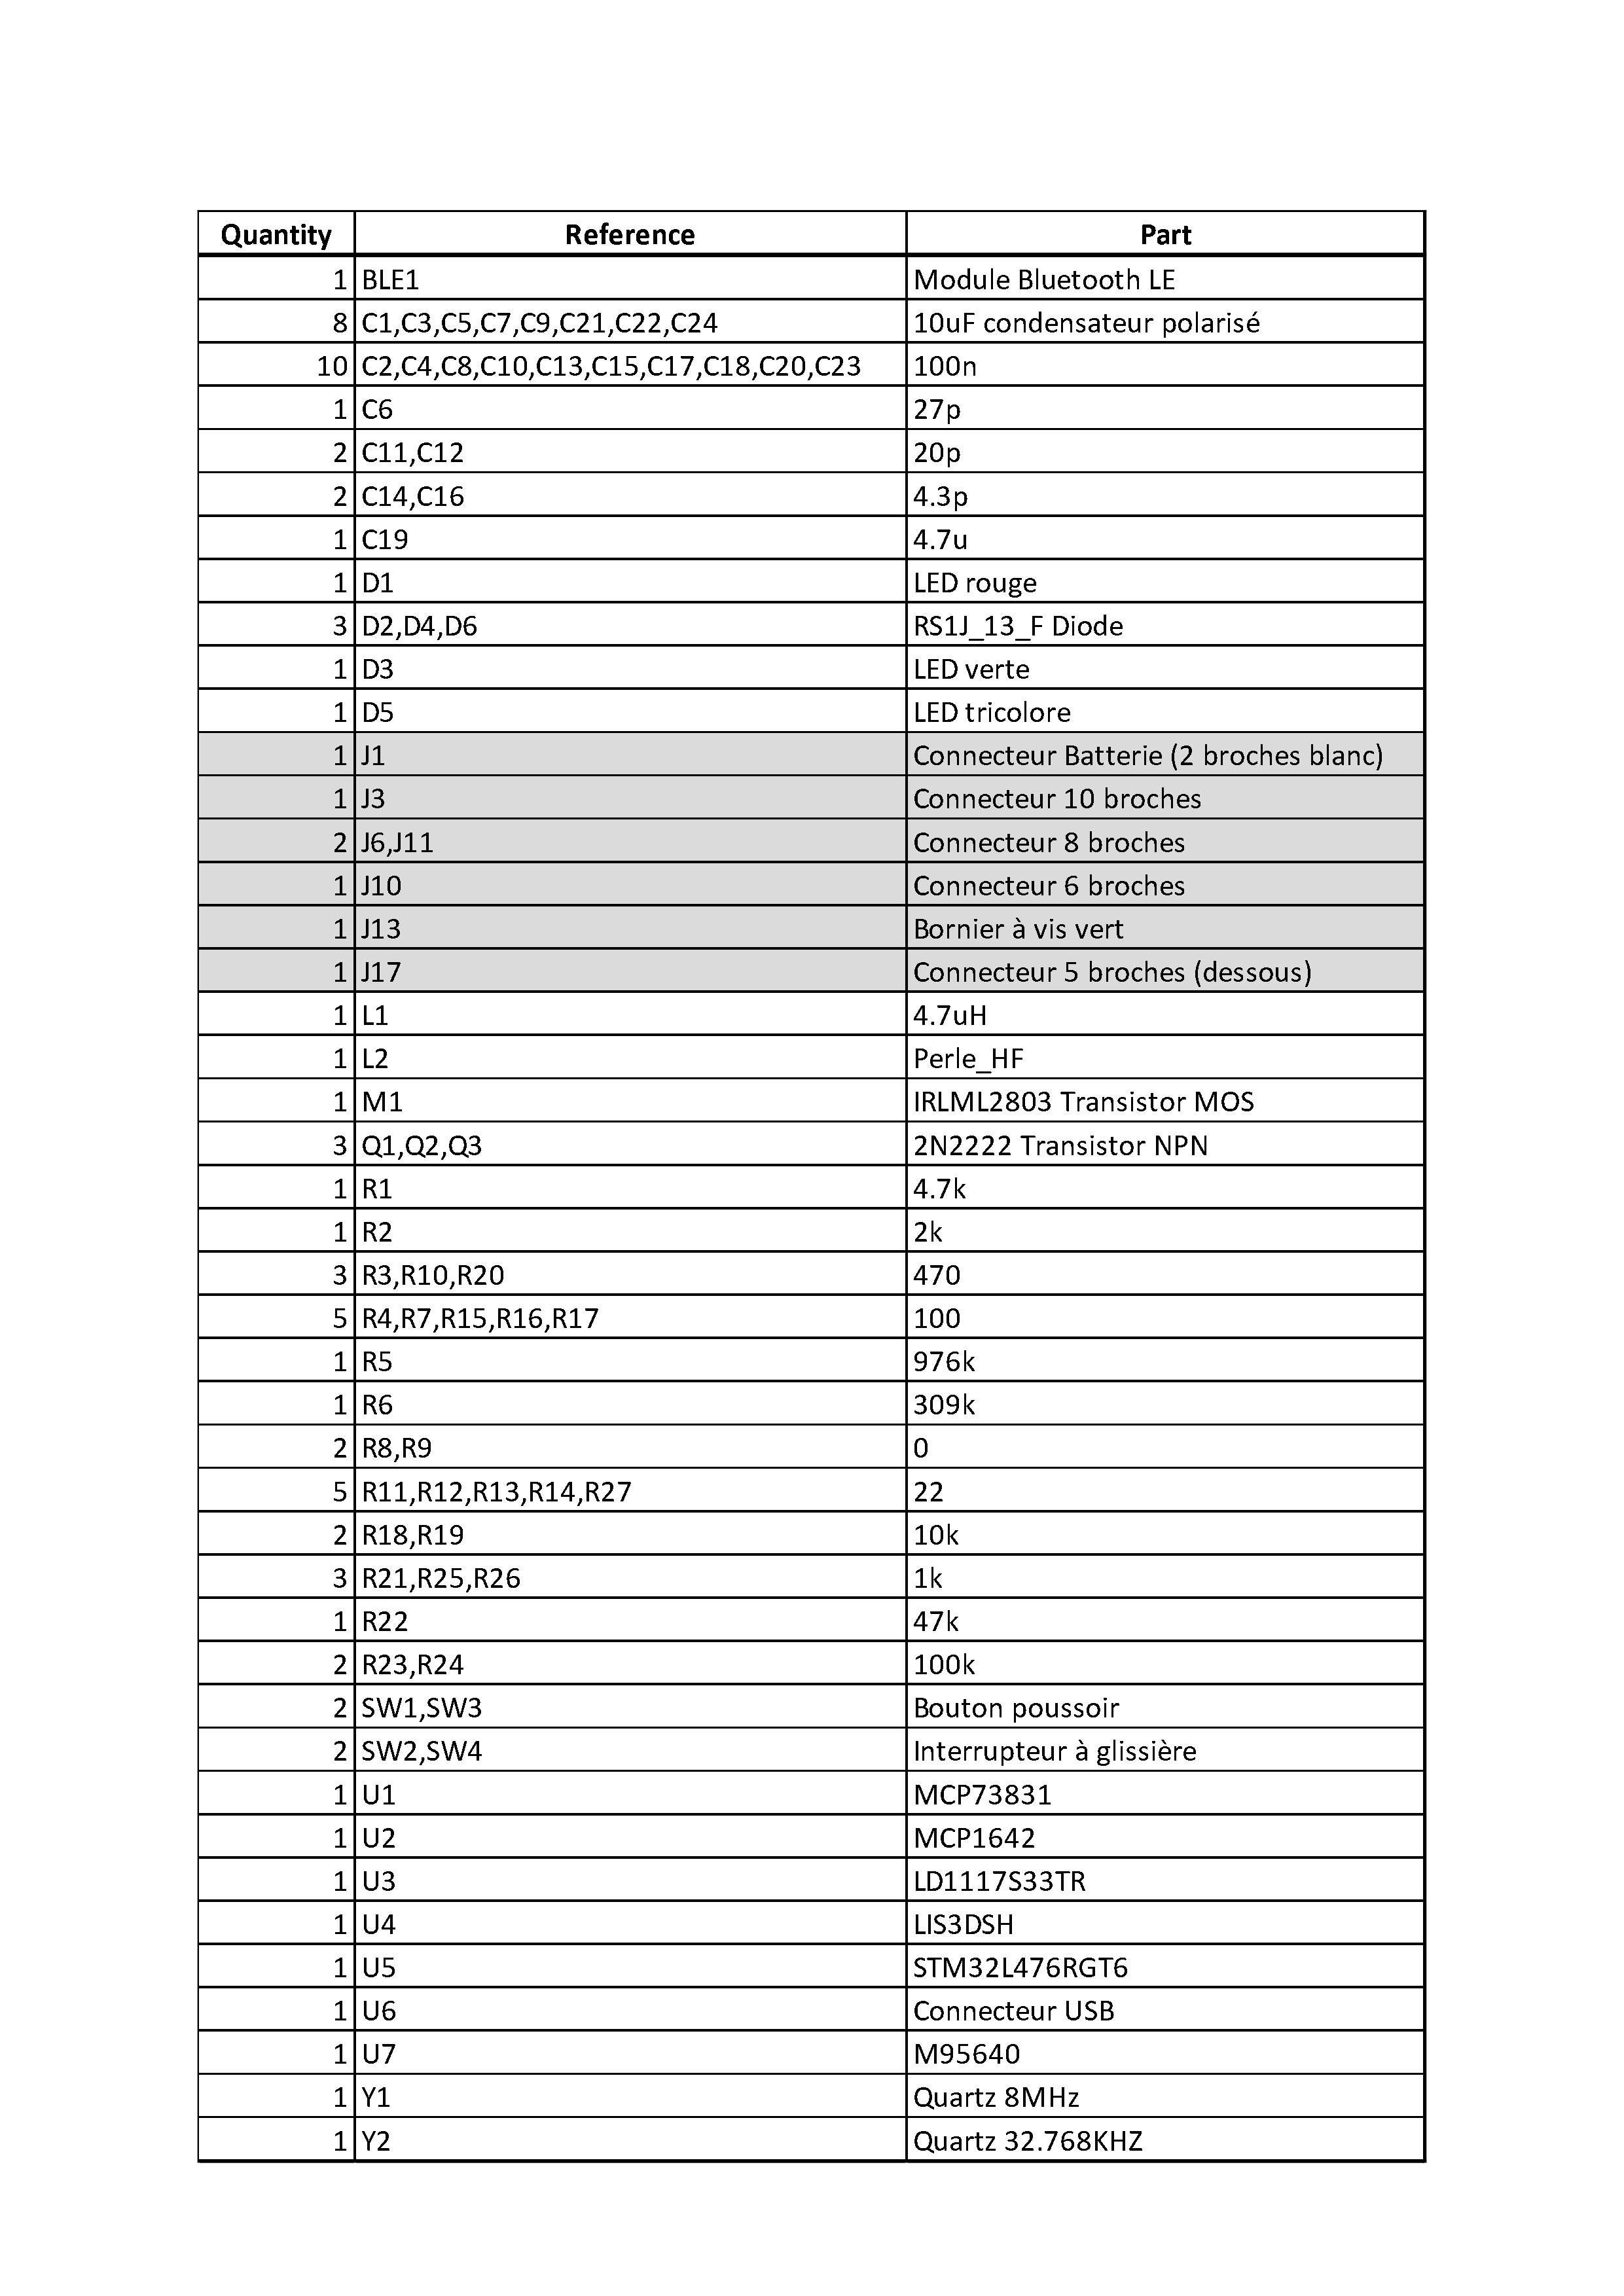 Quantity Reference Part
1 BLE1 Module Bluetooth LE
8 C1,C3,C5,C7,C9,C21,C22,C24 10uF condensateur polarisé
10 C2,C4,C8,C10,C13,C15,C17,C18,C20,C23 100n
1 C6 27p
2 C11,C12 20p
2 C14,C16 4.3p
1 C19 4.7u
1 D1 LED rouge
3 D2,D4,D6 RS1J_13_F Diode
1 D3 LED verte
1 D5 LED tricolore
1 J1 Connecteur Batterie (2 broches blanc)
1 J3 Connecteur 10 broches
2 J6,J11 Connecteur 8 broches
1 J10 Connecteur 6 broches
1 J13 Bornier à vis vert
1 J17 Connecteur 5 broches (dessous)
1 L1 4.7uH
1 L2 Perle_HF
1 M1 IRLML2803 Transistor MOS
3 Q1,Q2,Q3 2N2222 Transistor NPN
1 R1 4.7k
1 R2 2k
3 R3,R10,R20 470
5 R4,R7,R15,R16,R17 100
1 R5 976k
1 R6 309k
2 R8,R9 0
5 R11,R12,R13,R14,R27 22
2 R18,R19 10k
3 R21,R25,R26 1k
1 R22 47k
2 R23,R24 100k
2 SW1,SW3 Bouton poussoir
2 SW2,SW4 Interrupteur à glissière
1 U1 MCP73831
1 U2 MCP1642
1 U3 LD1117S33TR
1 U4 LIS3DSH
1 U5 STM32L476RGT6
1 U6 Connecteur USB
1 U7 M95640
1 Y1 Quartz 8MHz
1 Y2 Quartz 32.768KHZ